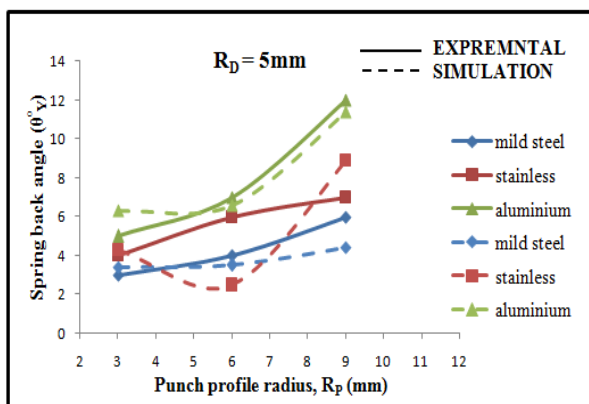 R_D = 5mm
EXPREMNTAL
SIMULATION
14
12
10
8
6
4
2
0
Spring back angle (θ°_Y)
2 3 4 5 6 7 8 9 10 11 12
Punch profile radius, R_P (mm)
mild steel
stainless
aluminium
mild steel
stainless
aluminium